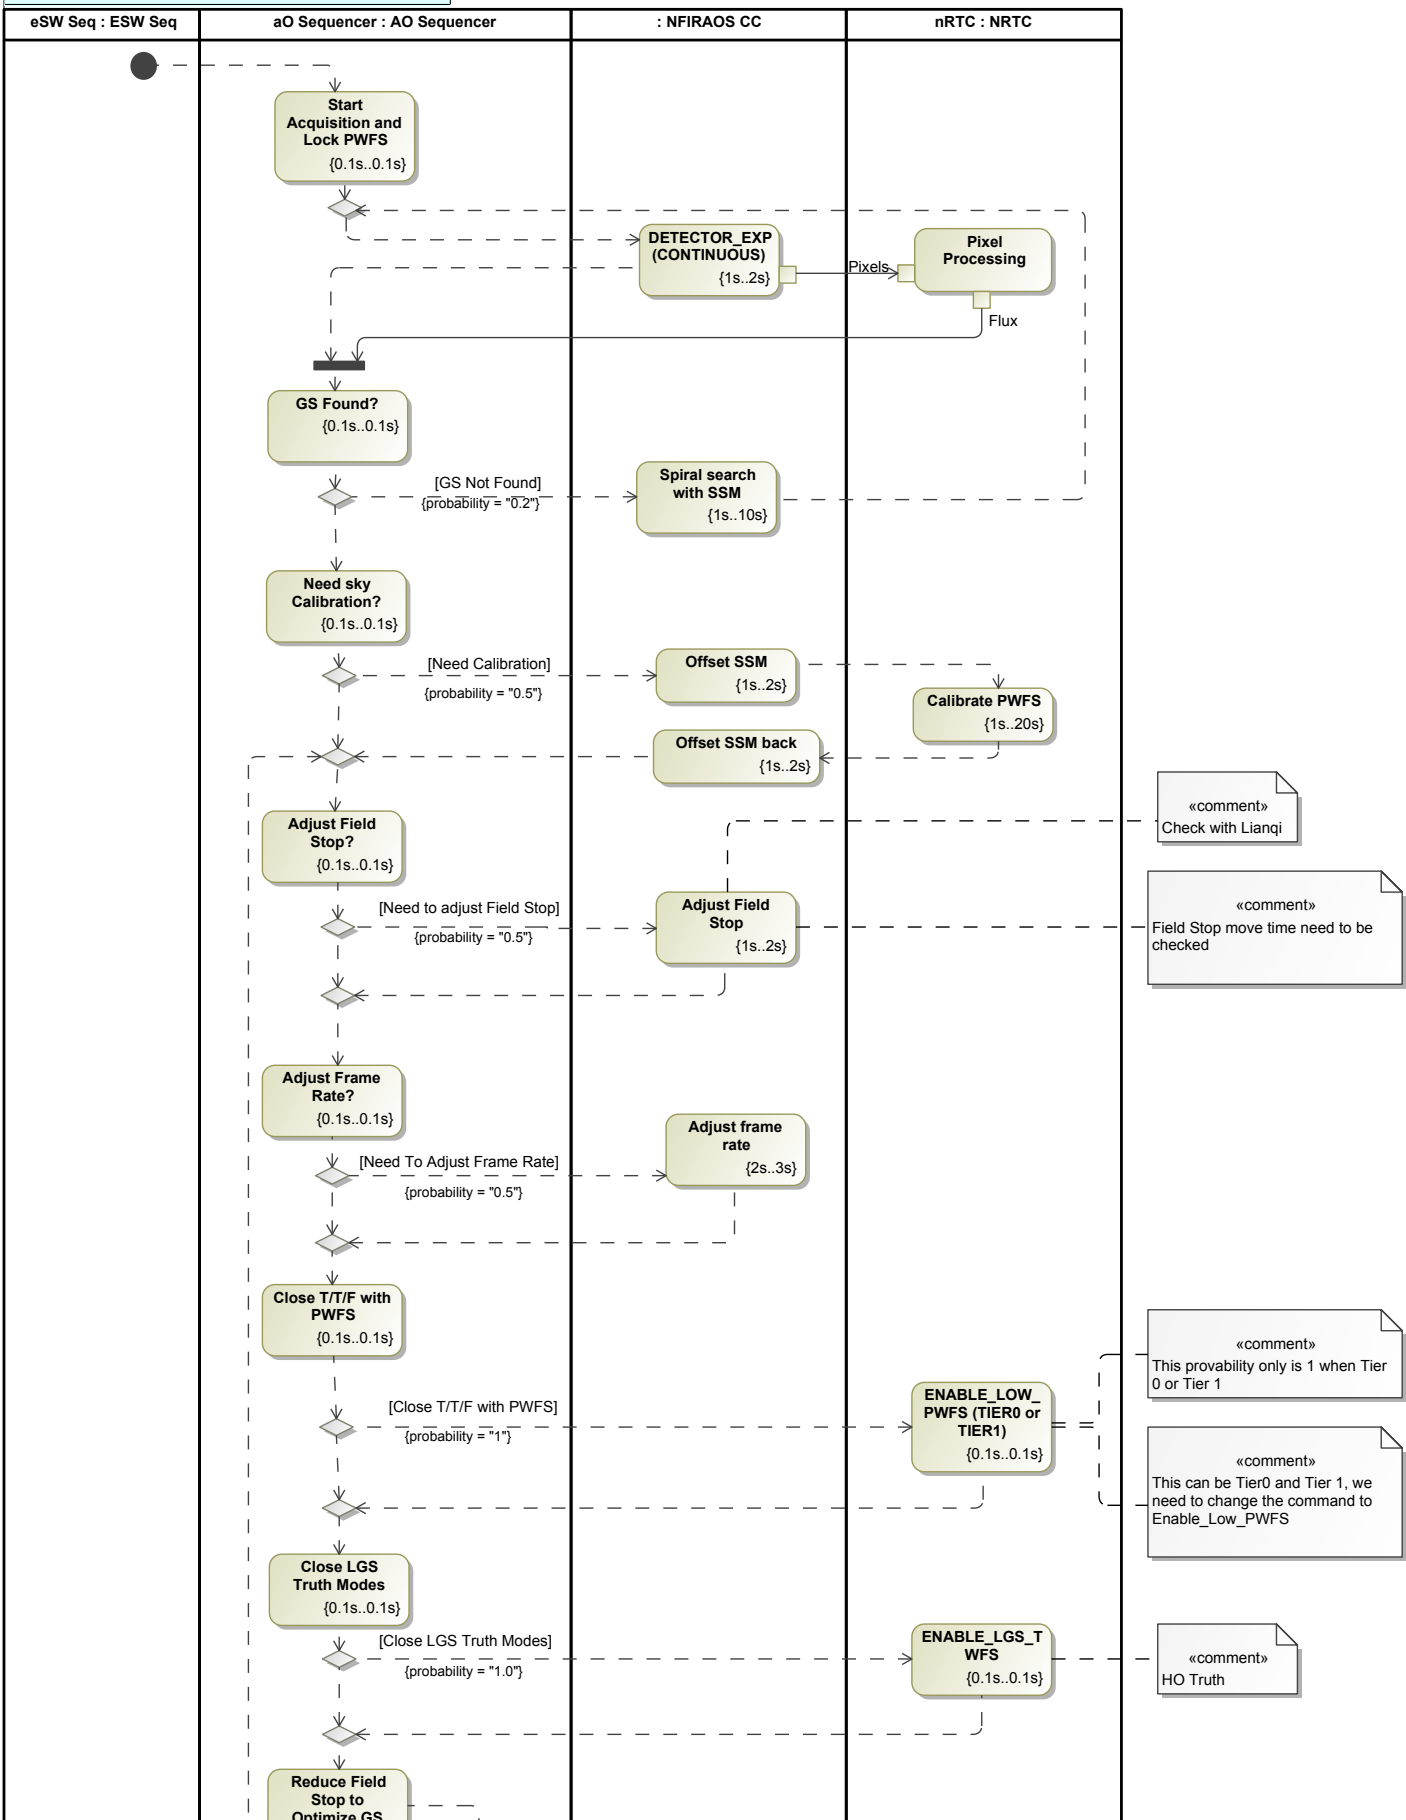 eSW Seq : ESW Seq
aO Sequencer : AO Sequencer
: NFIRAOS CC
nRTC : NRTC
Start
Acquisition and
Lock PWFS
{0.1s..0.1s}
DETECTOR_EXP
(CONTINUOUS)
{1s..2s}
Pixels
Pixel
Processing
Flux
GS Found?
{0.1s..0.1s}
[GS Not Found]
{probability = "0.2"}
Spiral search
with SSM
{1s..10s}
Need sky
Calibration?
{0.1s..0.1s}
[Need Calibration]
{probability = "0.5"}
Offset SSM
{1s..2s}
Calibrate PWFS
{1s..20s}
Offset SSM back
{1s..2s}
«comment»
Check with Lianqi
Adjust Field
Stop?
{0.1s..0.1s}
[Need to adjust Field Stop]
{probability = "0.5"}
Adjust Field
Stop
{1s..2s}
«comment»
Field Stop move time need to be
checked
Adjust Frame
Rate?
{0.1s..0.1s}
[Need To Adjust Frame Rate]
{probability = "0.5"}
Adjust frame
rate
{2s..3s}
Close T/T/F with
PWFS
{0.1s..0.1s}
[Close T/T/F with PWFS]
{probability = "1"}
ENABLE_LOW_
PWFS (TIER0 or
TIER1)
{0.1s..0.1s}
«comment»
This provability only is 1 when Tier
0 or Tier 1
«comment»
This can be Tier0 and Tier 1, we
need to change the command to
Enable_Low_PWFS
Close LGS
Truth Modes
{0.1s..0.1s}
[Close LGS Truth Modes]
{probability = "1.0"}
ENABLE_LGS_T
WFS
{0.1s..0.1s}
«comment»
HO Truth
Reduce Field
Stop to
Optimize GS